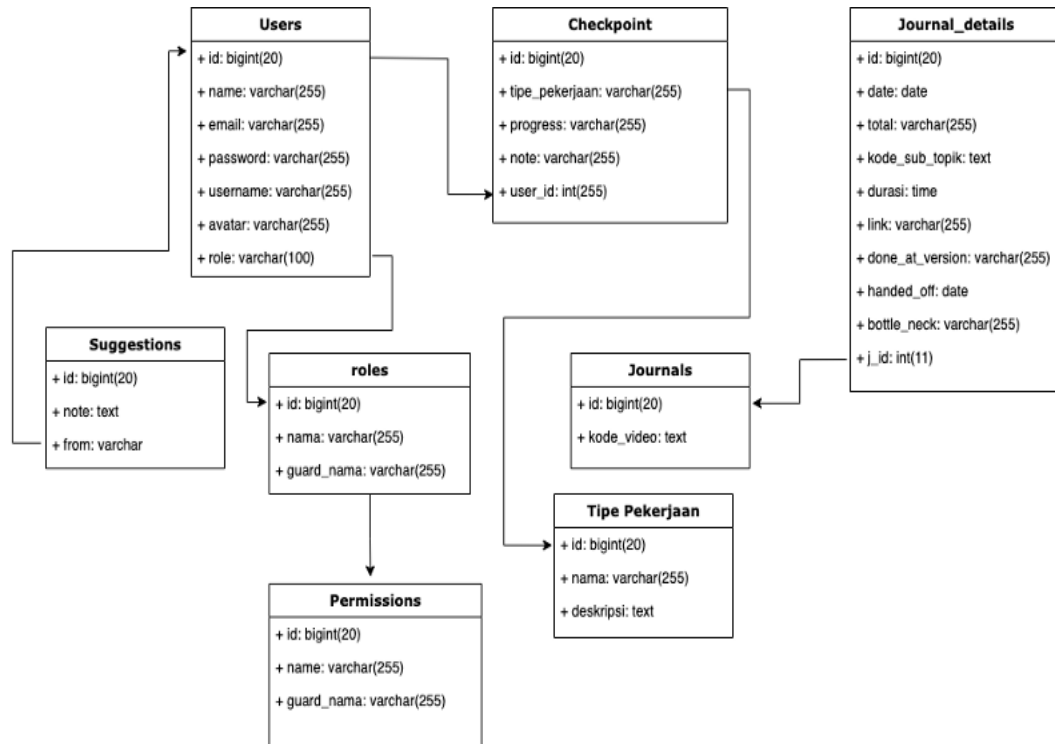 Users
+ id: bigint(20)
+ name: varchar(255)
+ email: varchar(255)
+ password: varchar(255)
+ username: varchar(255)
+ avatar: varchar(255)
+ role: varchar(100)
Checkpoint
+ id: bigint(20)
+ tipe_pekerjaan: varchar(255)
+ progress: varchar(255)
+ note: varchar(255)
+ user_id: int(255)
Journal_details
+ id: bigint(20)
+ date: date
+ total: varchar(255)
+ kode_sub_topik: text
+ durasi: time
+ link: varchar(255)
+ done_at_version: varchar(255)
+ handed_off: date
+ bottle_neck: varchar(255)
+ j_id: int(11)
Suggestions
+ id: bigint(20)
+ note: text
+ from: varchar
roles
+ id: bigint(20)
+ nama: varchar(255)
+ guard_nama: varchar(255)
Journals
+ id: bigint(20)
+ kode_video: text
Tipe Pekerjaan
+ id: bigint(20)
+ nama: varchar(255)
+ deskripsi: text
Permissions
+ id: bigint(20)
+ name: varchar(255)
+ guard_nama: varchar(255)